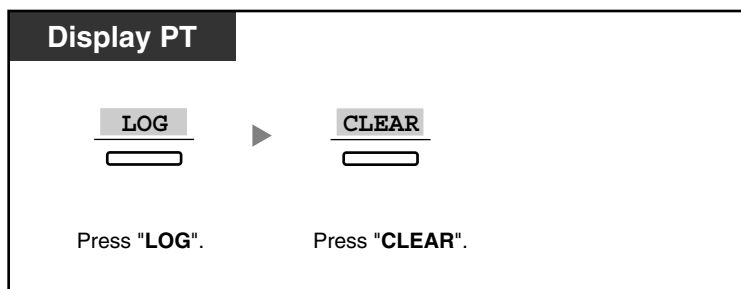 Display PT
LOG
CLEAR
Press "LOG".
Press "CLEAR".